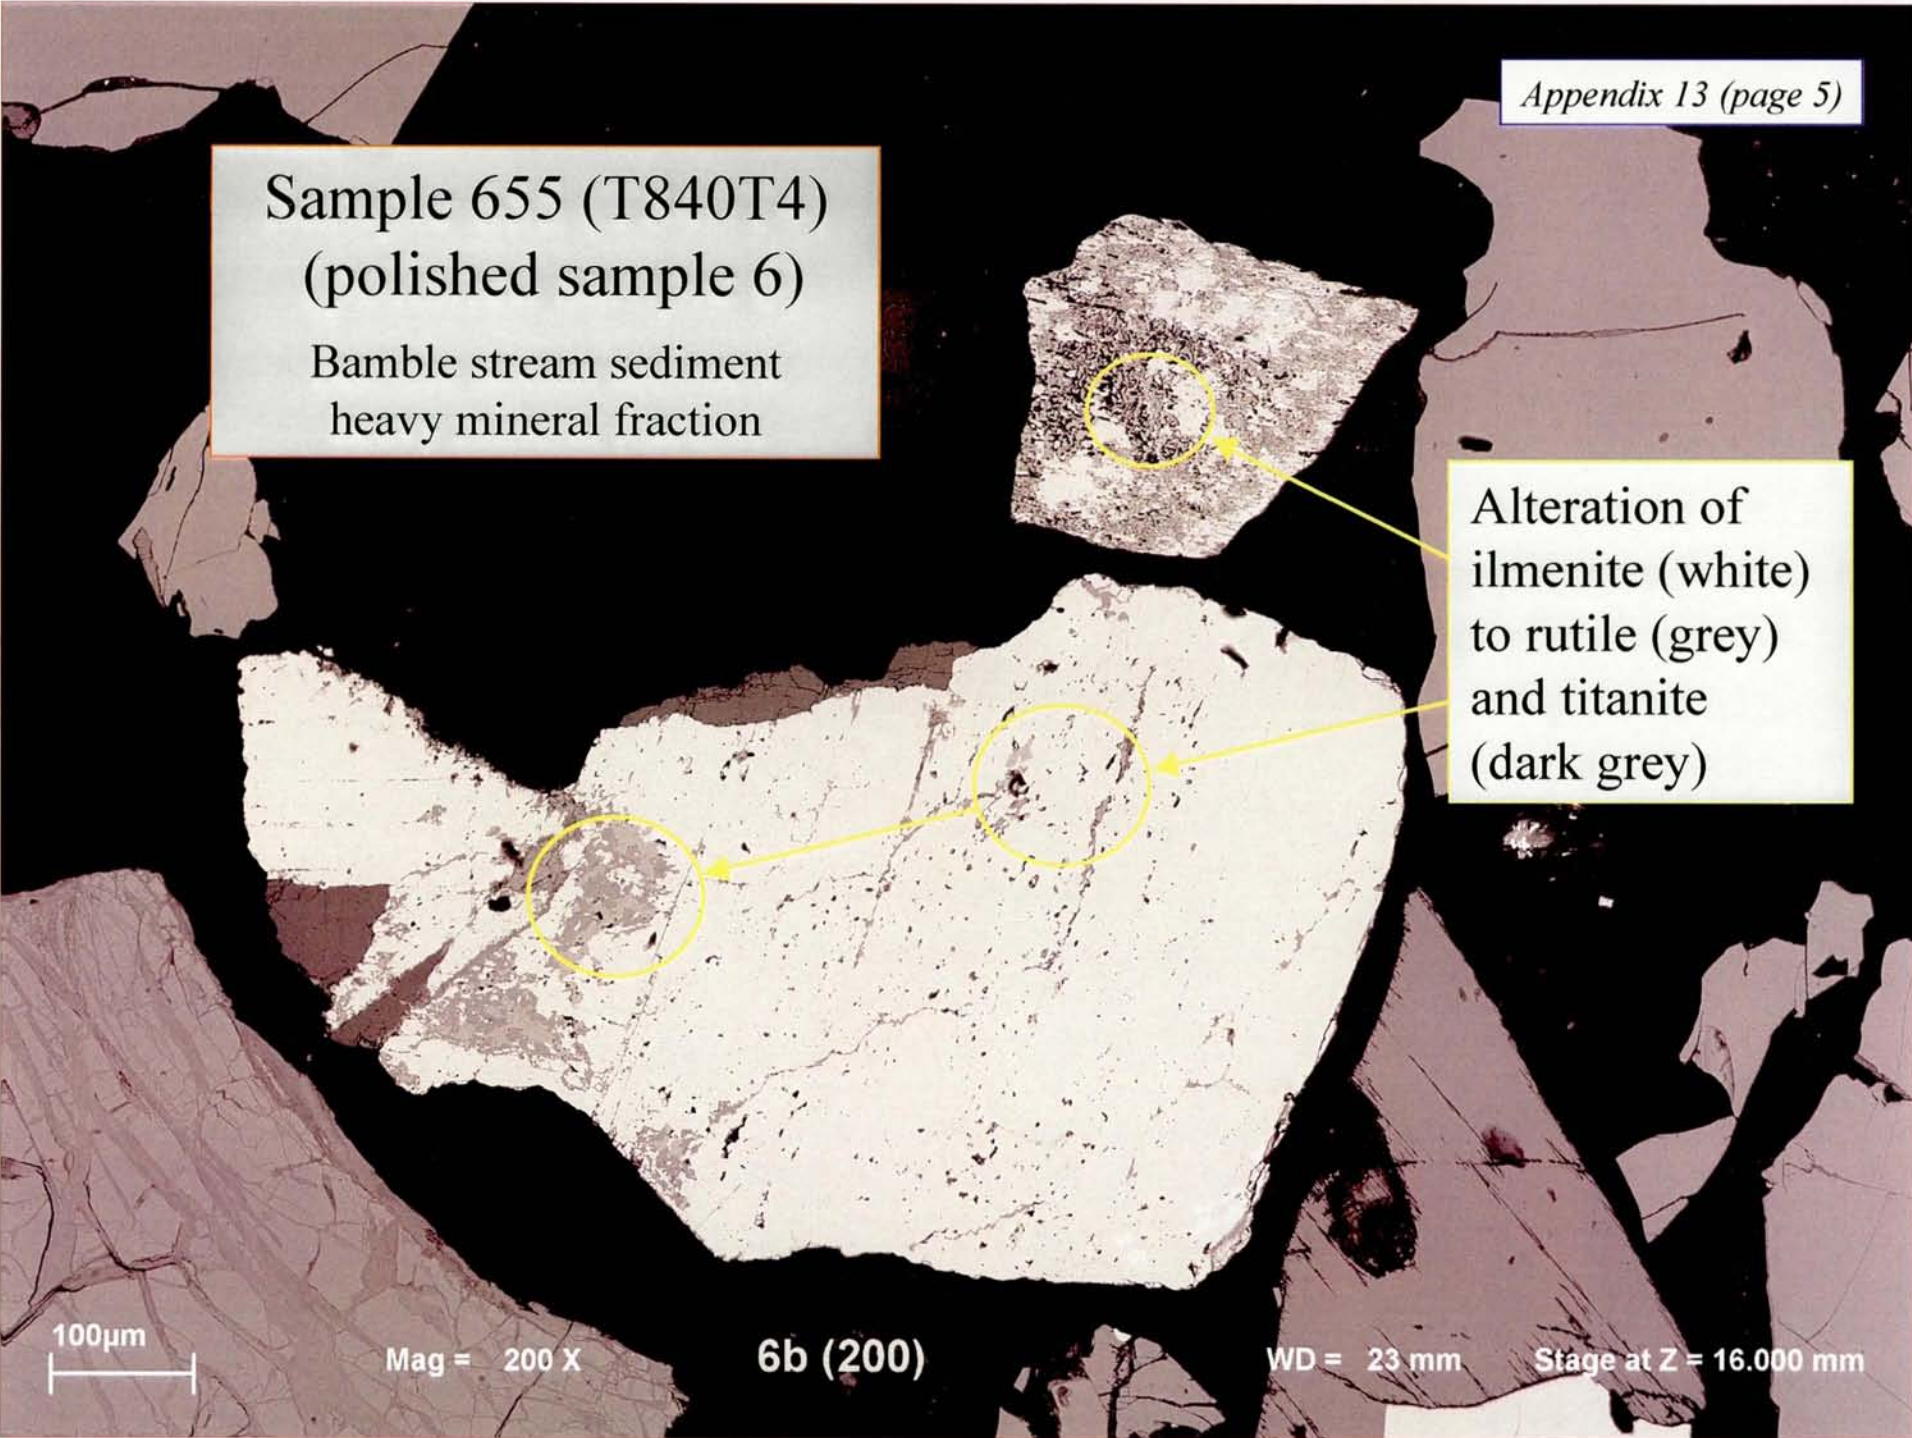 Appendix 13 (page 5)
Sample 655 (T840T4)
(polished sample 6)
Bamble stream sediment
heavy mineral fraction
Alteration of
ilmenite (white)
to rutile (grey)
and titanite
(dark grey)
100µm
Mag = 200 X
6b (200)
WD = 23 mm
Stage at Z = 16.000 mm